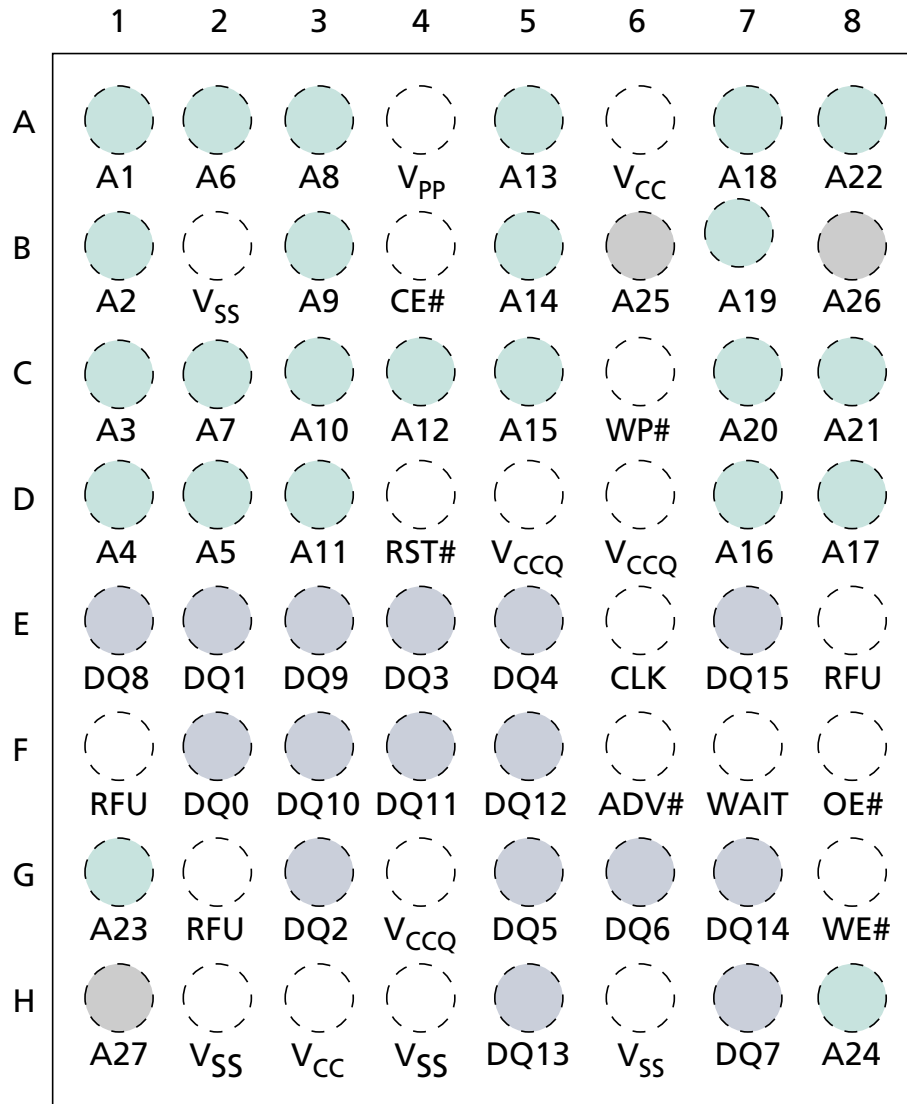 1 2 3 4 5 6 7 8
A
A1 A6 A8 VPP A13 VCC A18 A22
B
A2 VSS A9 CE# A14 A25 A19 A26
C
A3 A7 A10 A12 A15 WP# A20 A21
D
A4 A5 A11 RST# VCCQ VCCQ A16 A17
E
DQ8 DQ1 DQ9 DQ3 DQ4 CLK DQ15 RFU
F
RFU DQ0 DQ10 DQ11 DQ12 ADV# WAIT OE#
G
A23 RFU DQ2 VCCQ DQ5 DQ6 DQ14 WE#
H
A27 VSS VCC VSS DQ13 VSS DQ7 A24